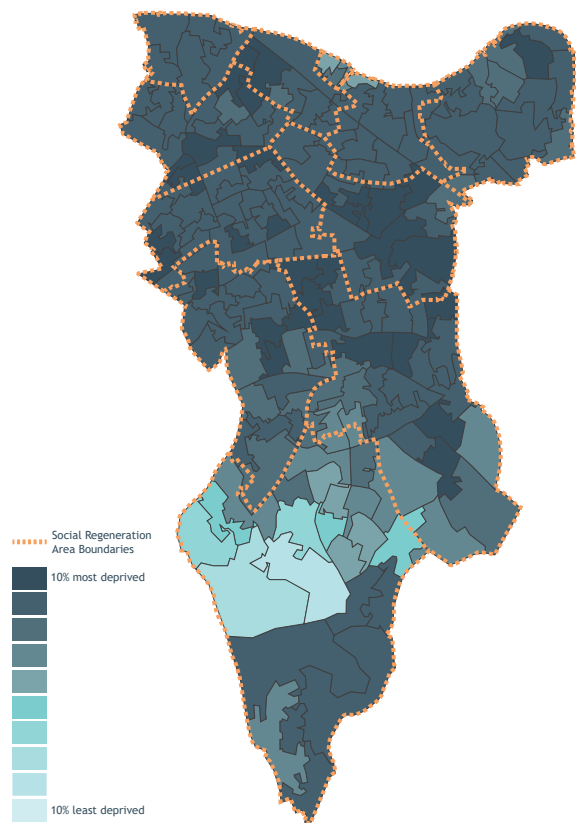 Social Regeneration
Area Boundaries
10% most deprived
10% least deprived